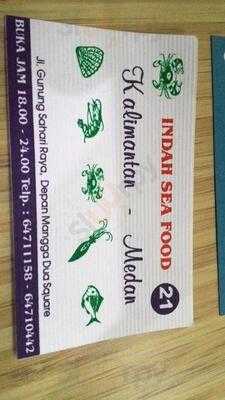 INDAH SEA FOOD
21
Kalimantan - Medan
Jl. Gunung Sahari Raya, Depan Mangga Dua Square
BUKA JAM 18.00 - 24.00 Telp. : 64711158 - 64710442